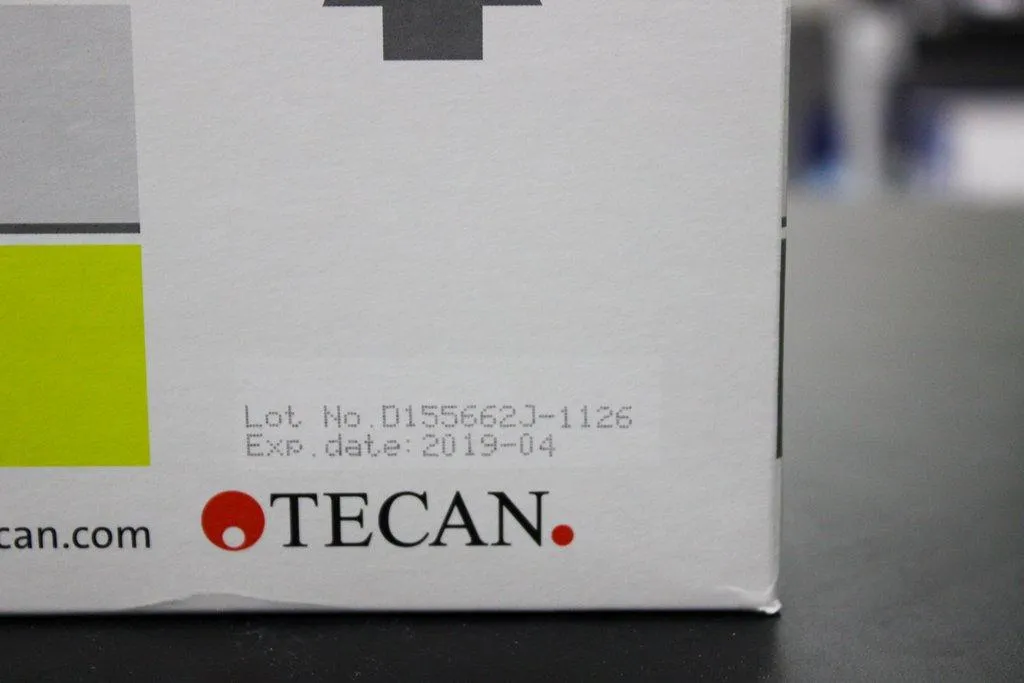 Lot No.D155662J-1126
Exp.date:2019-04
can.com
TECAN.